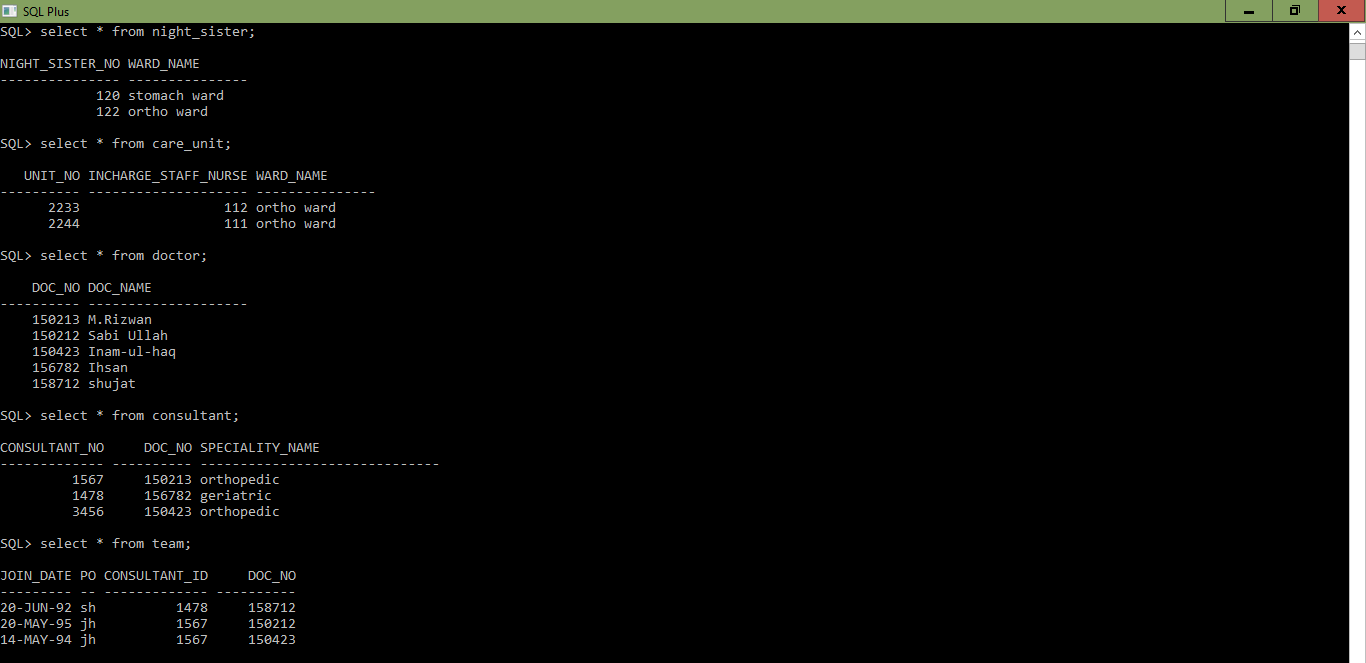 SQL Plus
SQL> select * from night_sister;
NIGHT_SISTER_NO WARD_NAME
--------------- ---------------
            120 stomach ward
            122 ortho ward
SQL> select * from care_unit;
   UNIT_NO INCHARGE_STAFF_NURSE WARD_NAME
---------- -------------------- ---------------
      2233                  112 ortho ward
      2244                  111 ortho ward
SQL> select * from doctor;
    DOC_NO DOC_NAME
---------- --------------------
    150213 M.Rizwan
    150212 Sabi Ullah
    150423 Inam-ul-haq
    156782 Ihsan
    158712 shujat
SQL> select * from consultant;
CONSULTANT_NO     DOC_NO SPECIALITY_NAME
------------- ---------- ------------------------------
         1567     150213 orthopedic
         1478     156782 geriatric
         3456     150423 orthopedic
SQL> select * from team;
JOIN_DATE PO CONSULTANT_ID     DOC_NO
--------- -- ------------- ----------
20-JUN-92 sh          1478     158712
20-MAY-95 jh          1567     150212
14-MAY-94 jh          1567     150423